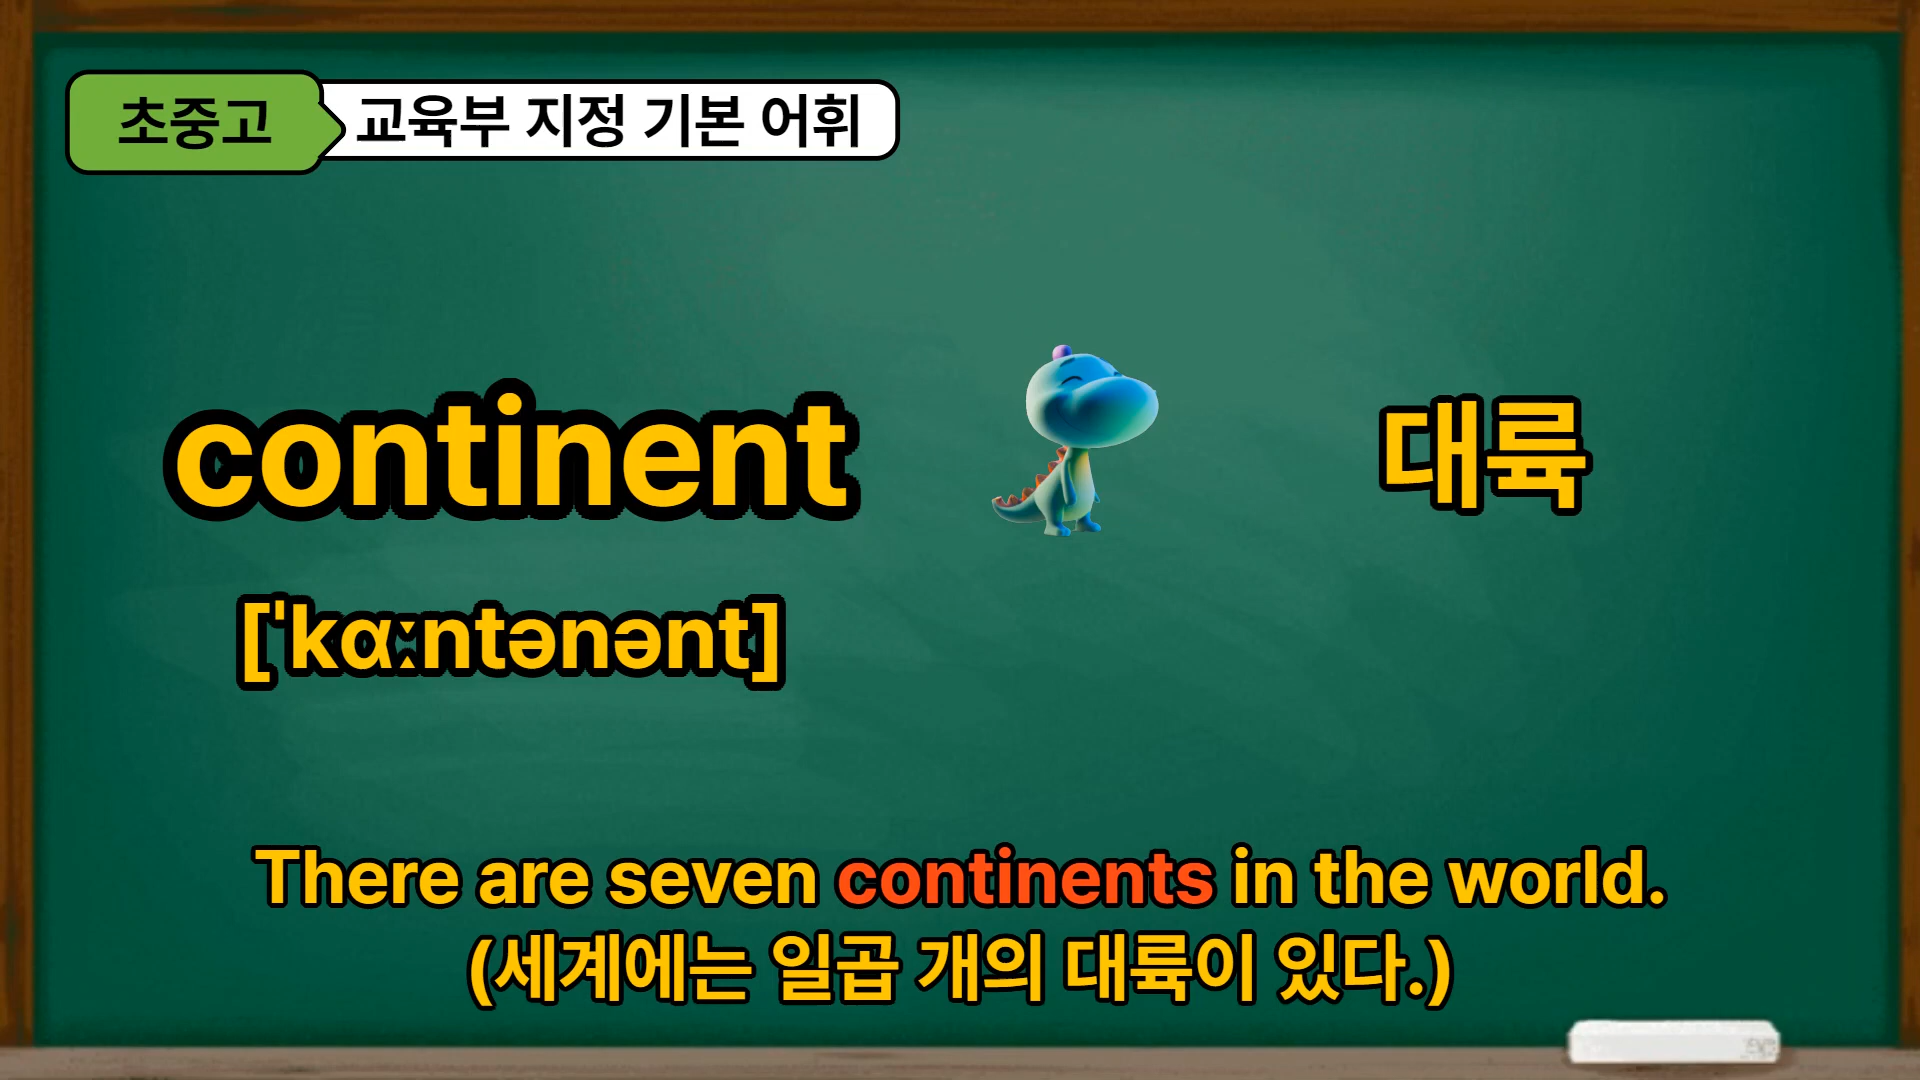 초중고 교육부 지정 기본 어휘
continent 대륙
[ˈkɑːntənənt]
There are seven continents in the world.
(세계에는 일곱 개의 대륙이 있다.)